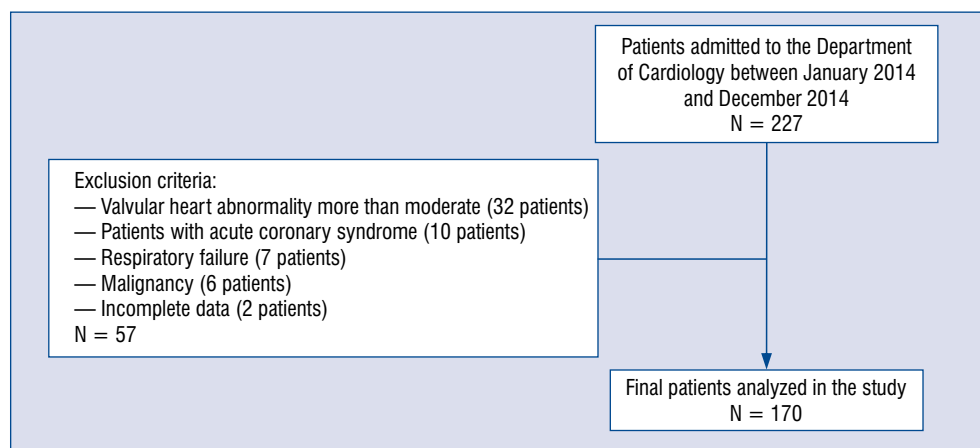 Patients admitted to the Department
of Cardiology between January 2014
and December 2014
N = 227
Exclusion criteria:
— Valvular heart abnormality more than moderate (32 patients)
— Patients with acute coronary syndrome (10 patients)
— Respiratory failure (7 patients)
— Malignancy (6 patients)
— Incomplete data (2 patients)
N = 57
Final patients analyzed in the study
N = 170